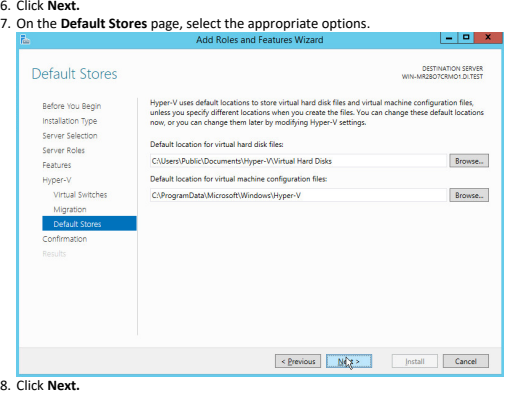 6. Click Next.
7. On the Default Stores page, select the appropriate options.
Add Roles and Features Wizard
Default Stores
DESTINATION SERVER
WIN-MR2BO7CRMO1.DI.TEST
Before You Begin
Installation Type
Server Selection
Server Roles
Features
Hyper-V
Virtual Switches
Migration
Default Stores
Confirmation
Results
Hyper-V uses default locations to store virtual hard disk files and virtual machine configuration files,
unless you specify different locations when you create the files. You can change these default locations
now, or you can change them later by modifying Hyper-V settings.
Default location for virtual hard disk files:
C:\Users\Public\Documents\Hyper-V\Virtual Hard Disks
Browse...
Default location for virtual machine configuration files:
C:\ProgramData\Microsoft\Windows\Hyper-V
Browse...
< Previous
Next >
Install
Cancel
8. Click Next.